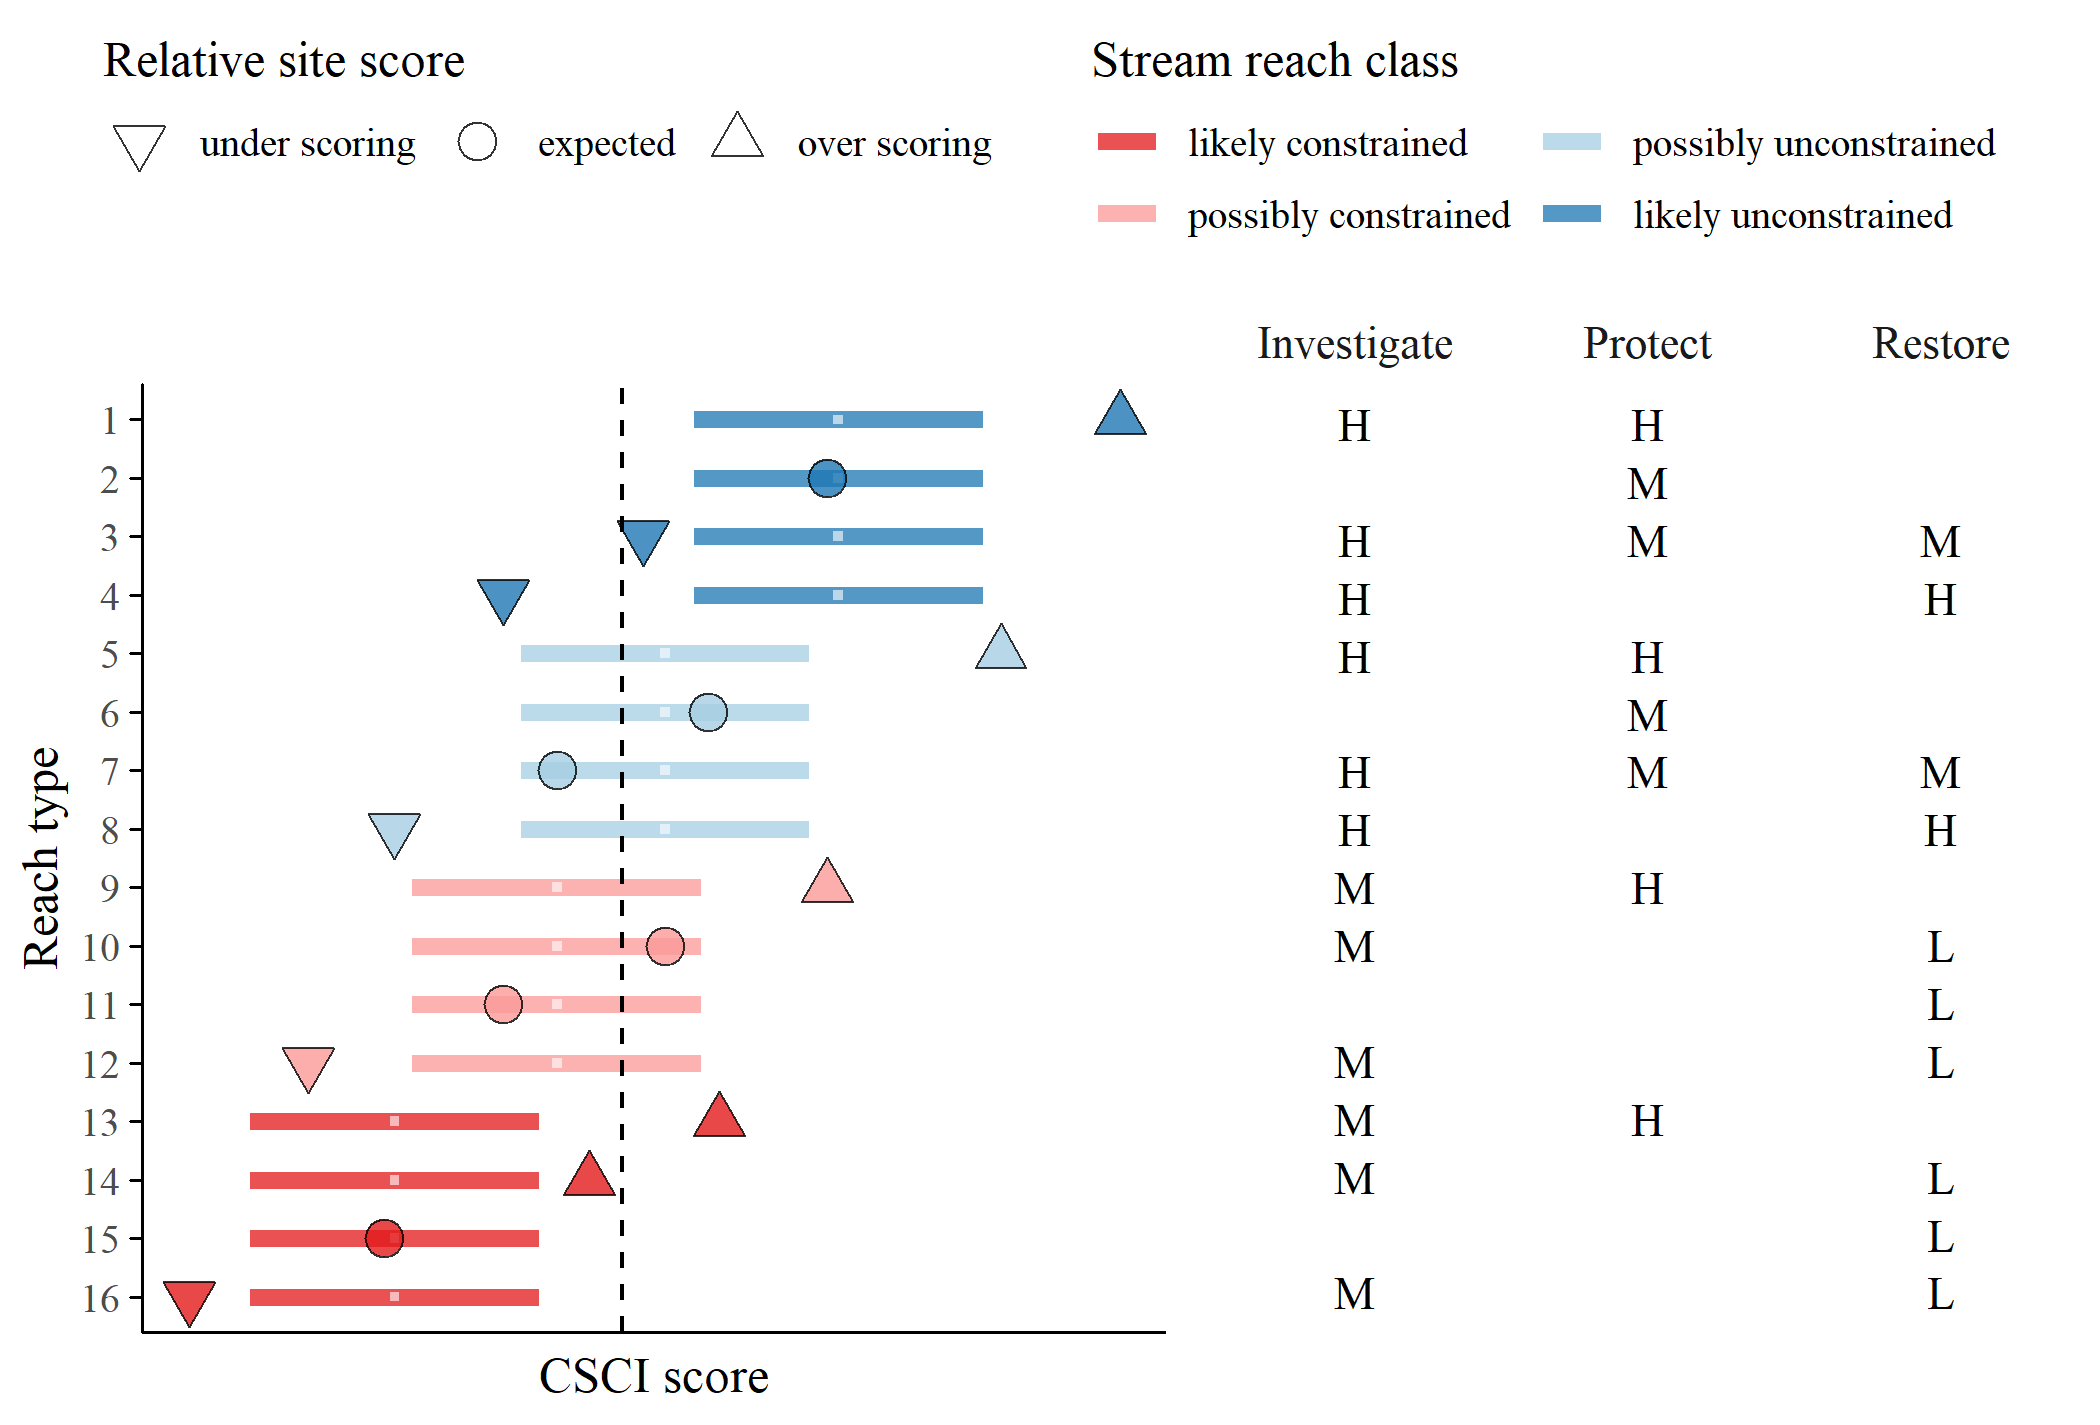 Relative site score
under scoring expected over scoring
Stream reach class
likely constrained possibly unconstrained
possibly constrained likely unconstrained
Investigate Protect Restore
1 H H
2 M
3 H M M
4 H H
5 H H
6 M
7 H M M
8 H H
9 M H
10 M L
11 L
12 M L
13 M H
14 M L
15 L
16 M L
Reach type
CSCI score